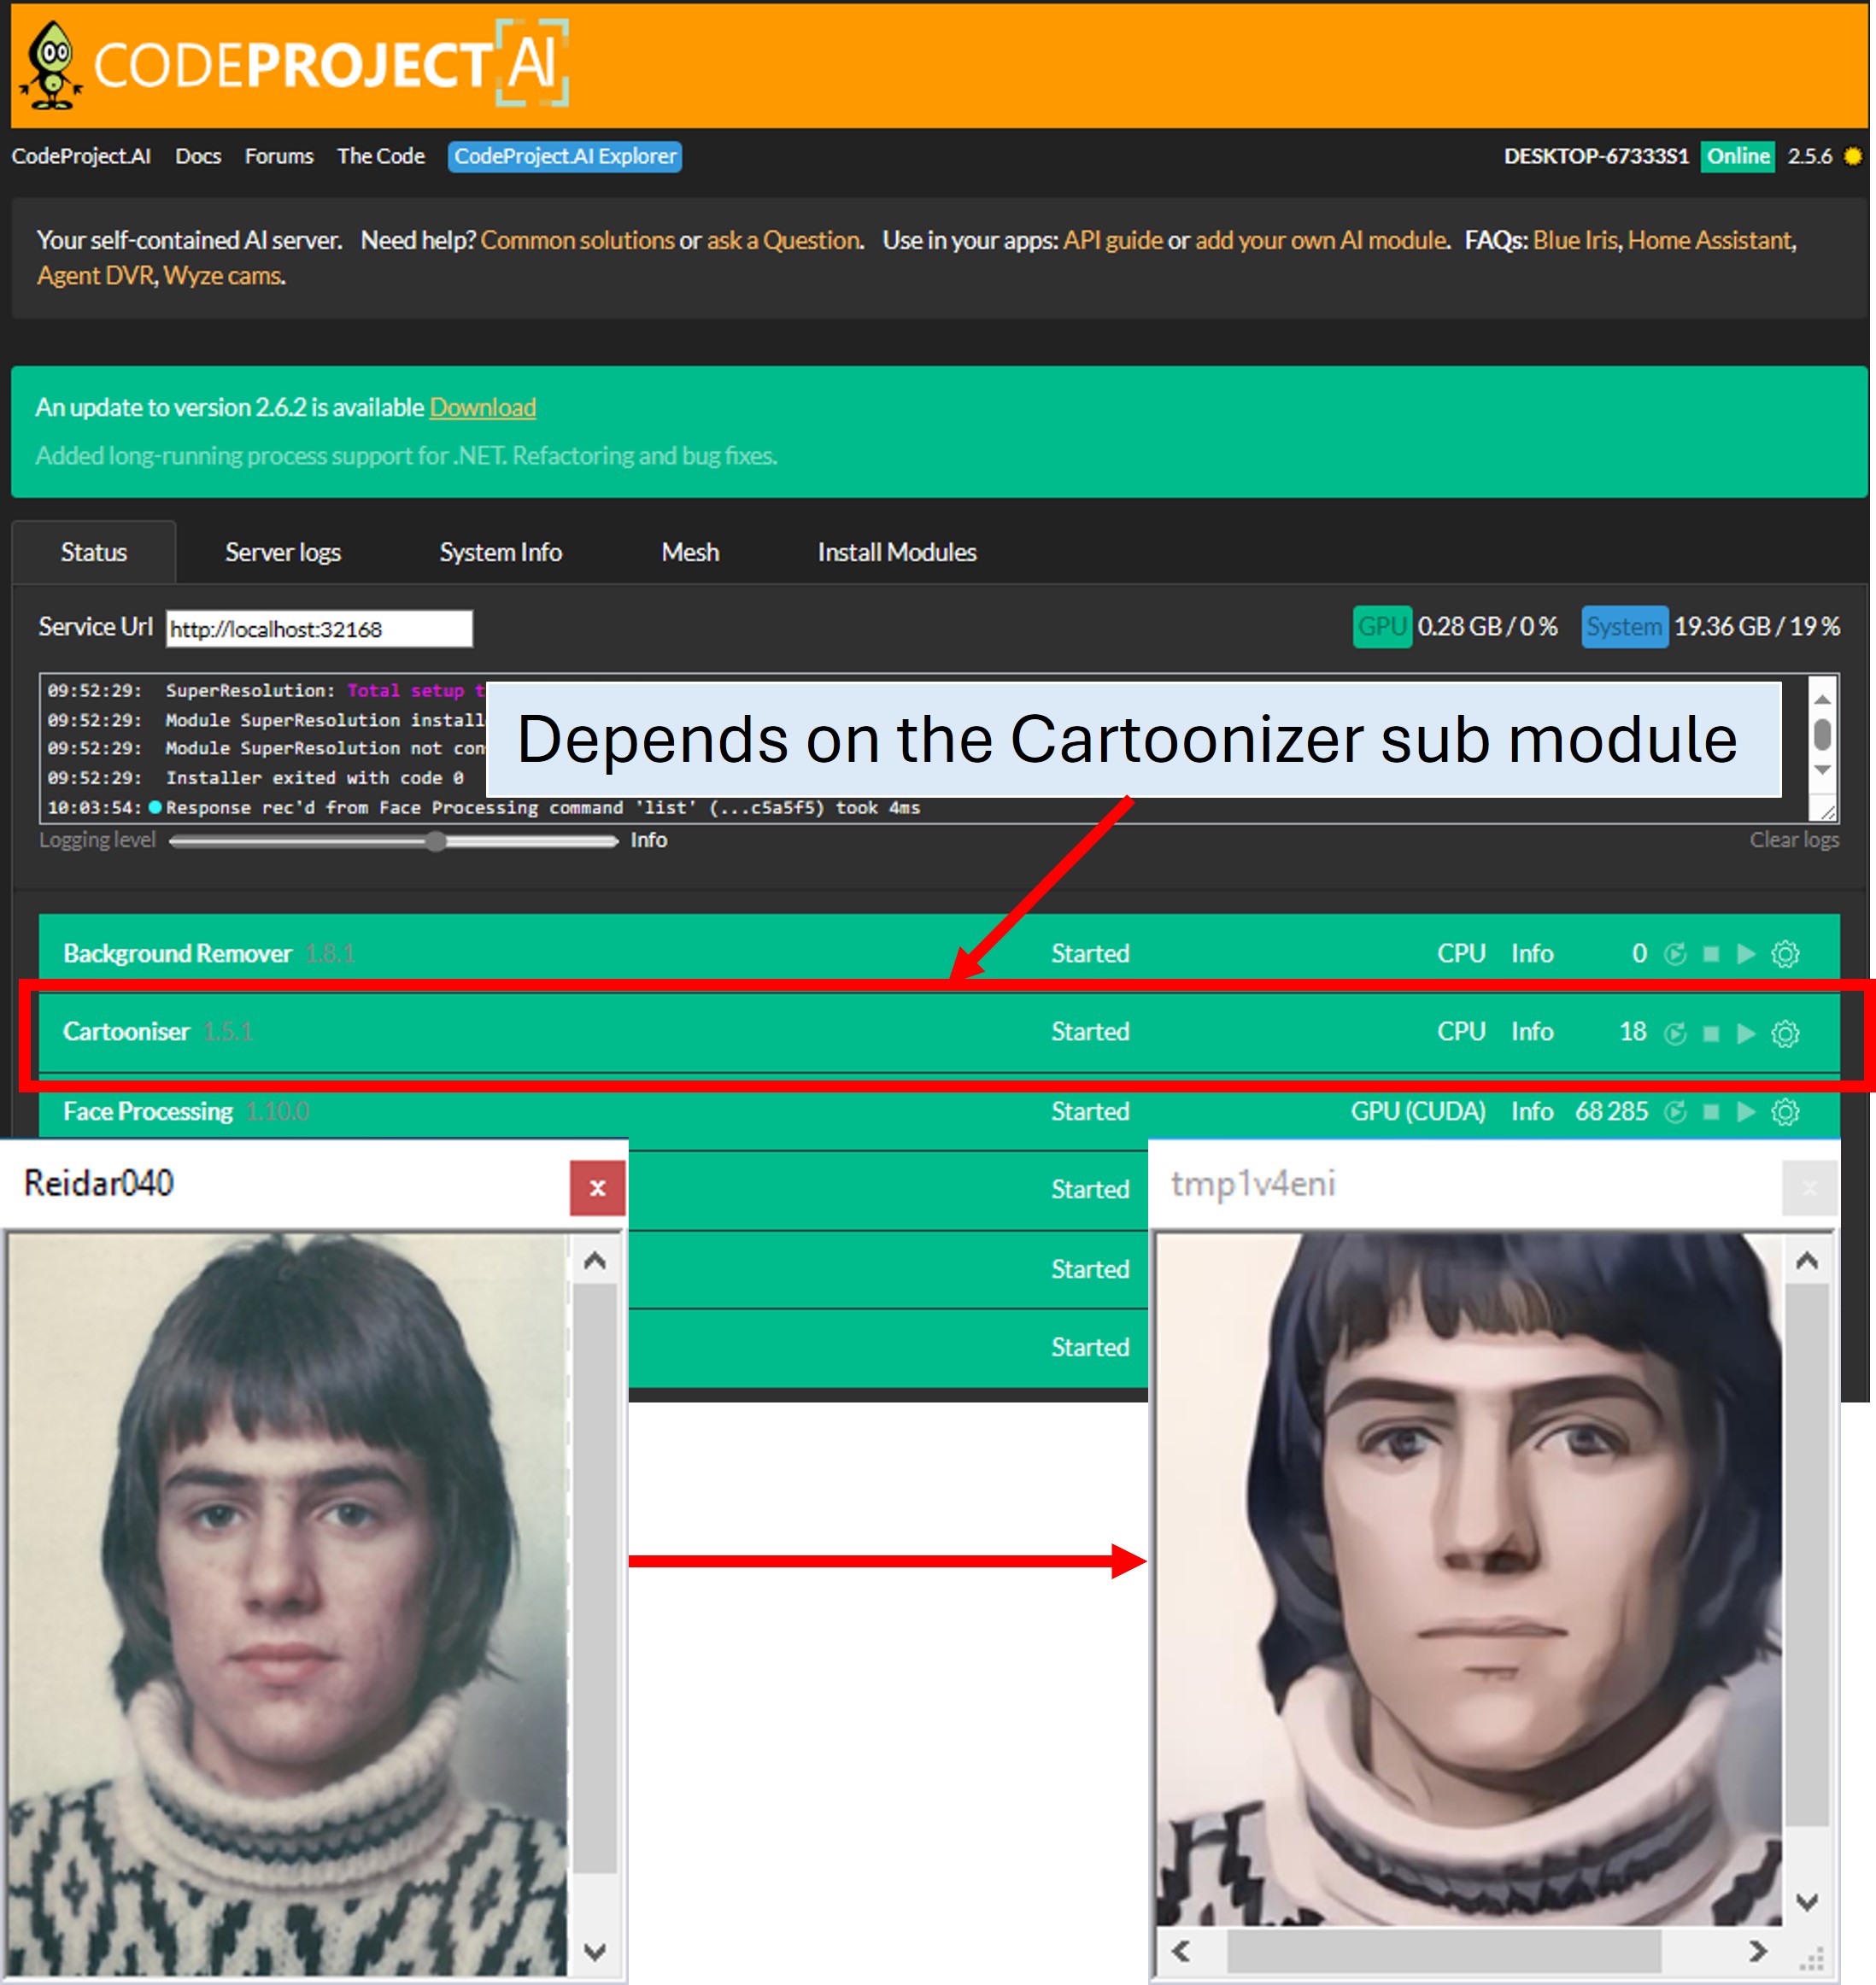 CODEPROJECT AI
CodeProject.AI Docs Forums The Code CodeProject.AI Explorer DESKTOP-67333S1 Online 2.5.6
Your self-contained AI server. Need help? Common solutions or ask a Question. Use in your apps: API guide or add your own AI module. FAQs: Blue Iris, Home Assistant,
Agent DVR, Wyze cams.
An update to version 2.6.2 is available Download
Added long-running process support for .NET. Refactoring and bug fixes.
Status Server logs System Info Mesh Install Modules
Service Url http://localhost:32168 GPU 0.28 GB / 0 % System 19.36 GB / 19 %
09:52:29: SuperResolution: Total setup t
09:52:29: Module SuperResolution install
09:52:29: Module SuperResolution not con
09:52:29: Installer exited with code 0
10:03:54: Response rec'd from Face Processing command 'list' (...c5a5f5) took 4ms
Depends on the Cartoonizer sub module
Logging level Info Clear logs
Background Remover 1.8.1 Started CPU Info 0
Cartooniser 1.5.1 Started CPU Info 18
Face Processing 1.10.0 Started GPU (CUDA) Info 68 285
Started
Started
Started
Reidar040
tmp1v4eni